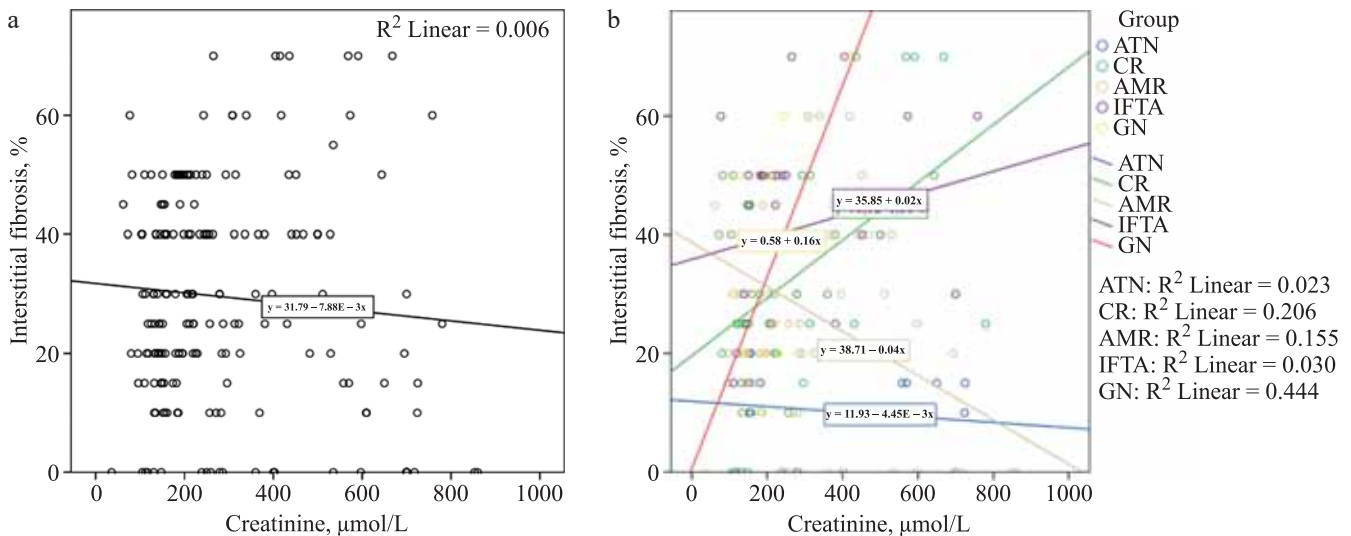 a
R² Linear = 0.006
Interstitial fibrosis, %
60
40
20
0
y = 31.79 – 7.88E – 3x
0 200 400 600 800 1000
Creatinine, μmol/L
b
Interstitial fibrosis, %
60
40
20
0
y = 35.85 + 0.02x
y = 0.58 + 0.16x
y = 38.71 – 0.04x
y = 11.93 – 4.45E – 3x
0 200 400 600 800 1000
Creatinine, μmol/L
Group
ATN
CR
AMR
IFTA
GN
ATN
CR
AMR
IFTA
GN
ATN: R² Linear = 0.023
CR: R² Linear = 0.206
AMR: R² Linear = 0.155
IFTA: R² Linear = 0.030
GN: R² Linear = 0.444